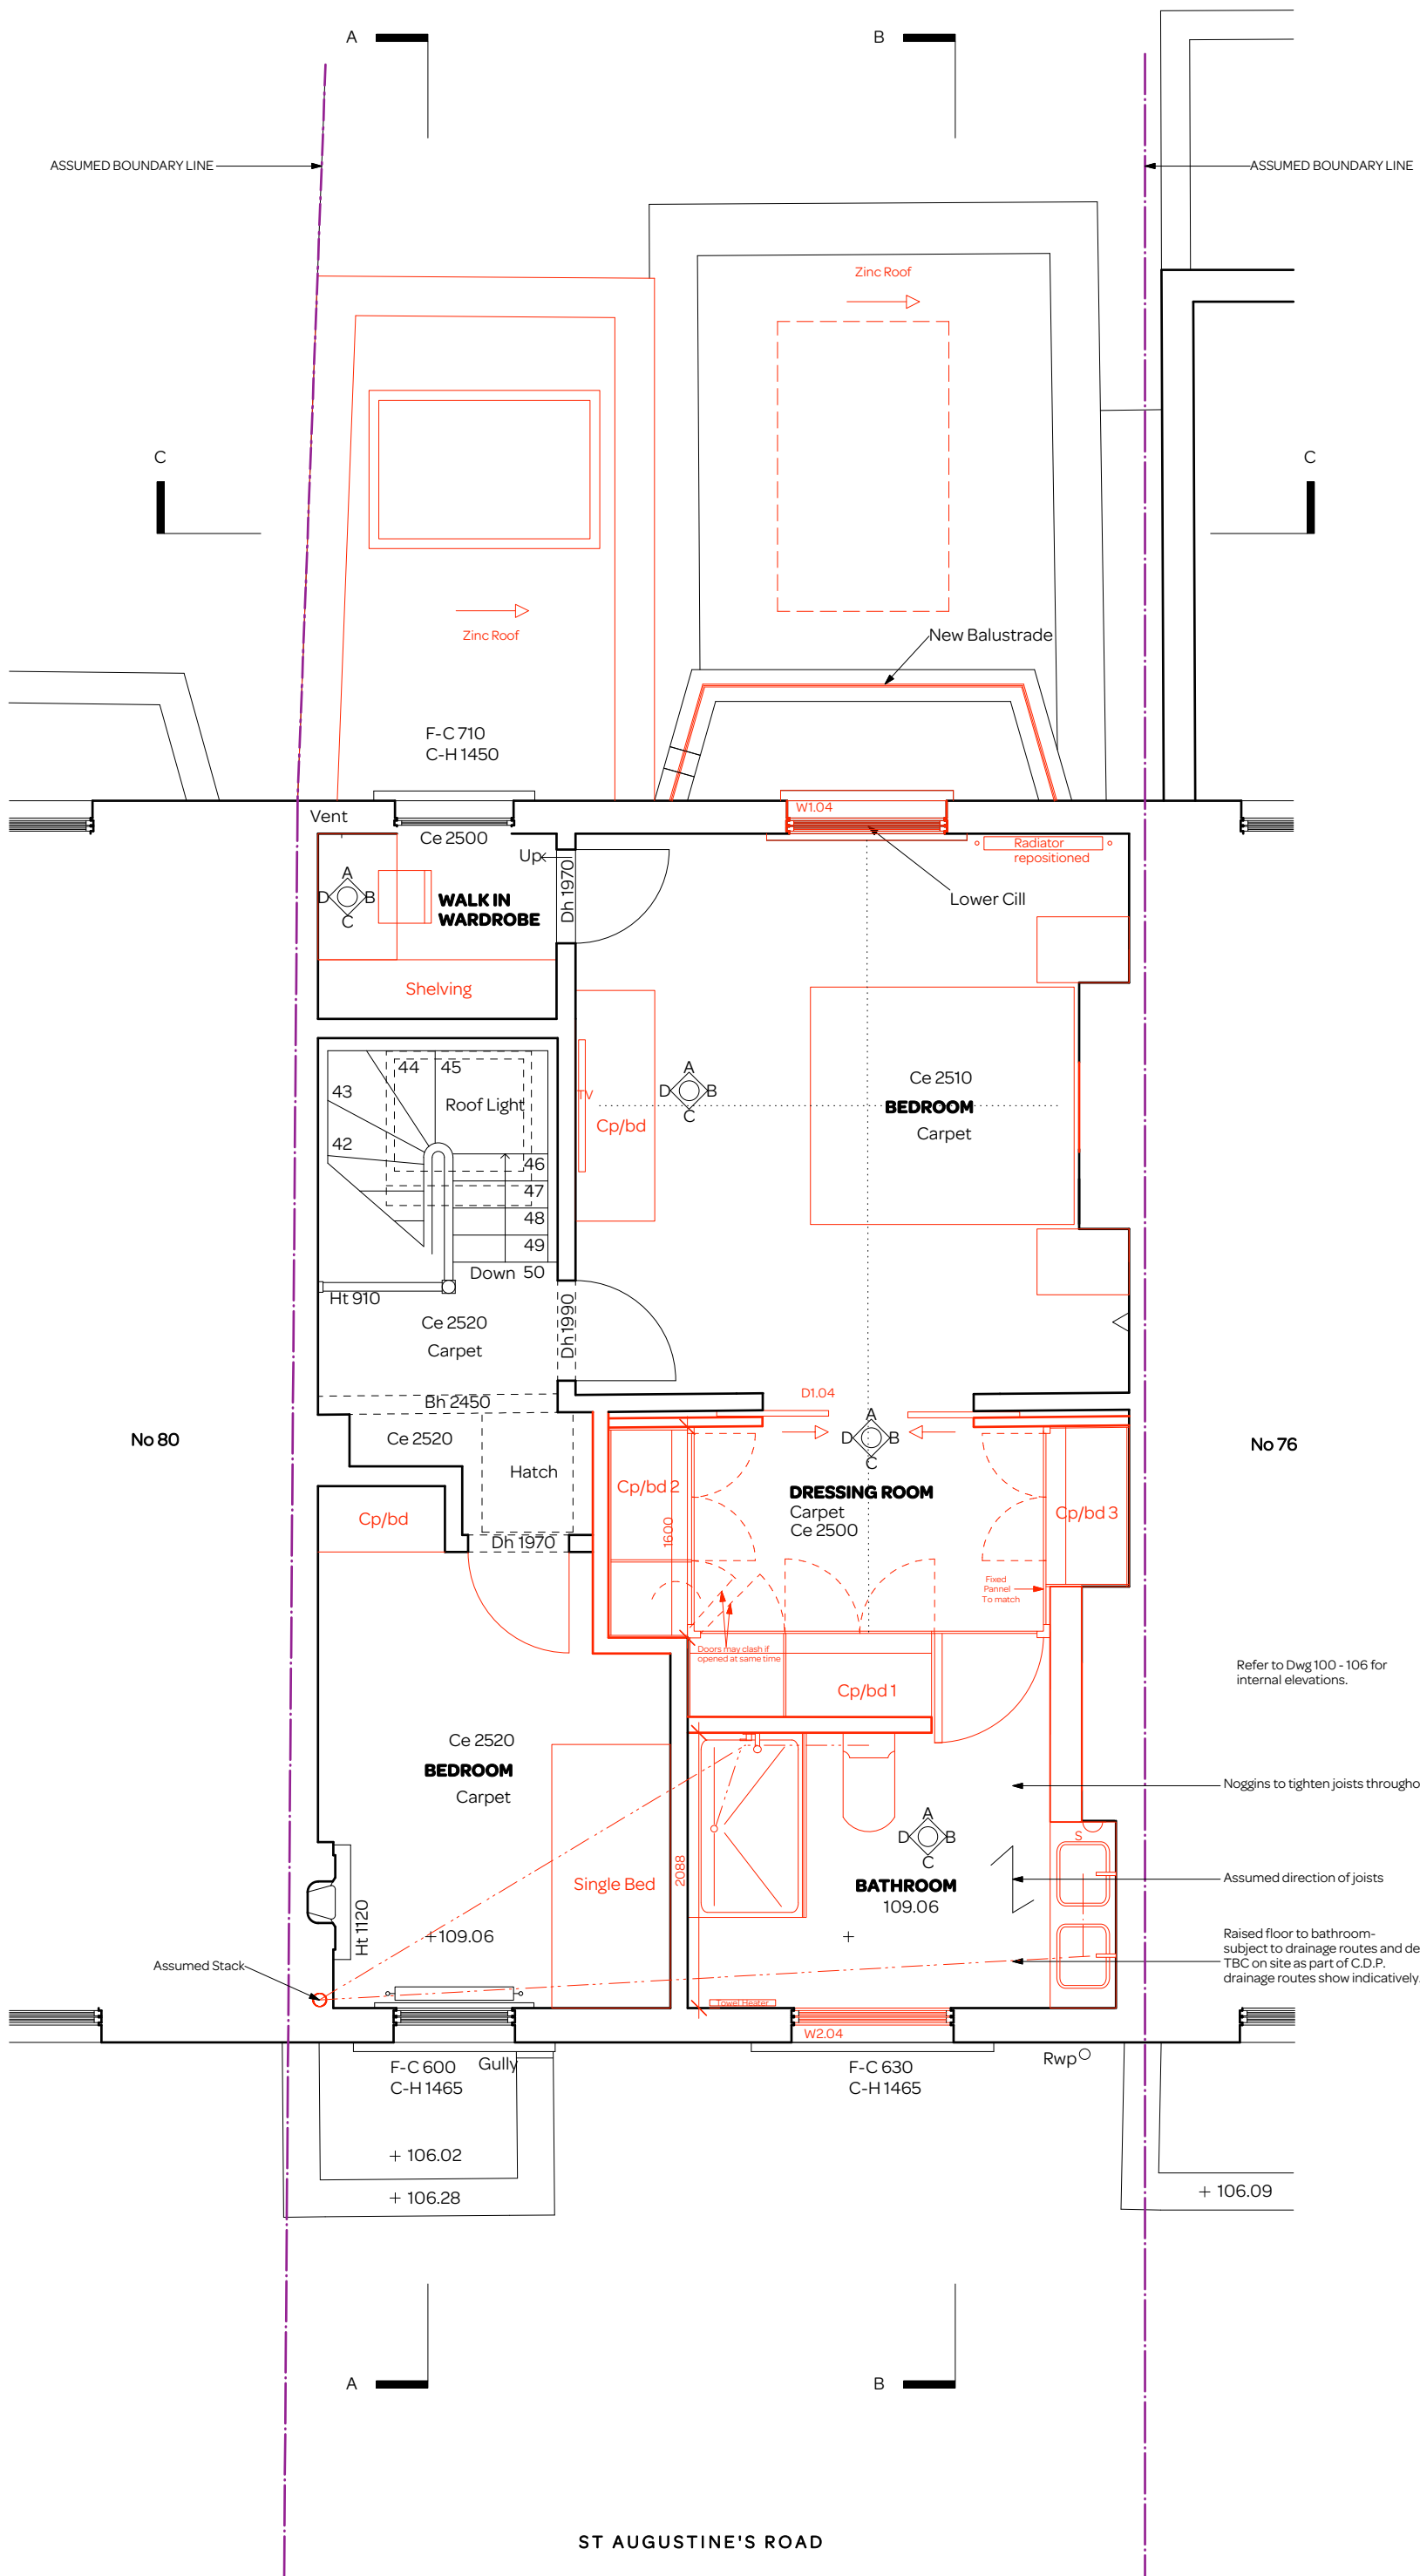 A
B
ASSUMED BOUNDARY LINE
ASSUMED BOUNDARY LINE
Zinc Roof
C
C
Zinc Roof
New Balustrade
F-C 710
C-H 1450
Vent
W1.04
Ce 2500
Up
Dh 1970
Radiator
repositioned
Lower Cill
A
D
B
C
WALK IN
WARDROBE
Shelving
44
45
43
Roof Light
42
46
47
48
49
Down 50
Ht 910
Ce 2520
Carpet
Dh 1990
TV
Cp/bd
A
D
B
C
Ce 2510
BEDROOM
Carpet
Bh 2450
Ce 2520
Hatch
Dh 1970
D1.04
A
D
B
C
No 80
No 76
Cp/bd
Cp/bd 2
1600
DRESSING ROOM
Carpet
Ce 2500
Cp/bd 3
Fixed
Pannel
To match
Doors may clash if
opened at same time
Cp/bd 1
Refer to Dwg 100 - 106 for
internal elevations.
Ce 2520
BEDROOM
Carpet
Noggins to tighten joists througho
A
D
B
C
S
Single Bed
2088
BATHROOM
109.06
Assumed direction of joists
Ht 1120
109.06
Raised floor to bathroom-
subject to drainage routes and de
TBC on site as part of C.D.P.
drainage routes show indicatively.
Assumed Stack
Towel Heater
W2.04
F-C 600
C-H 1465
Gully
F-C 630
C-H 1465
Rwp
+ 106.02
+ 106.28
+ 106.09
A
B
ST AUGUSTINE'S ROAD